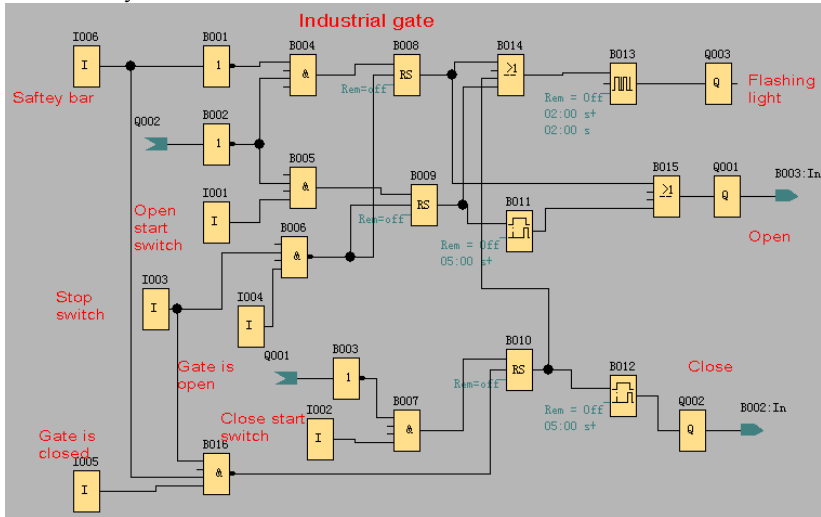 Industrial gate
I006
B001
B004
B008
B014
B013
Q003
I
1
&
RS
≥1
Q
Saftey bar
Rem=off
Flashing
light
Rem = Off
02:00 s+
02:00 s
Q002
B002
1
B005
B009
B015
Q001
B003:In
I001
&
RS
B011
≥1
Q
Open
start
switch
I
Rem=off
Open
B006
Rem = Off
05:00 s+
I003
&
I004
Stop
switch
I
I
Gate is
open
Q001
B003
B010
B012
Close
1
RS
Rem=off
B007
I002
Q002
B002:In
Close start
switch
I
&
Rem = Off
05:00 s+
Q
Gate is
closed
B016
I005
&
I